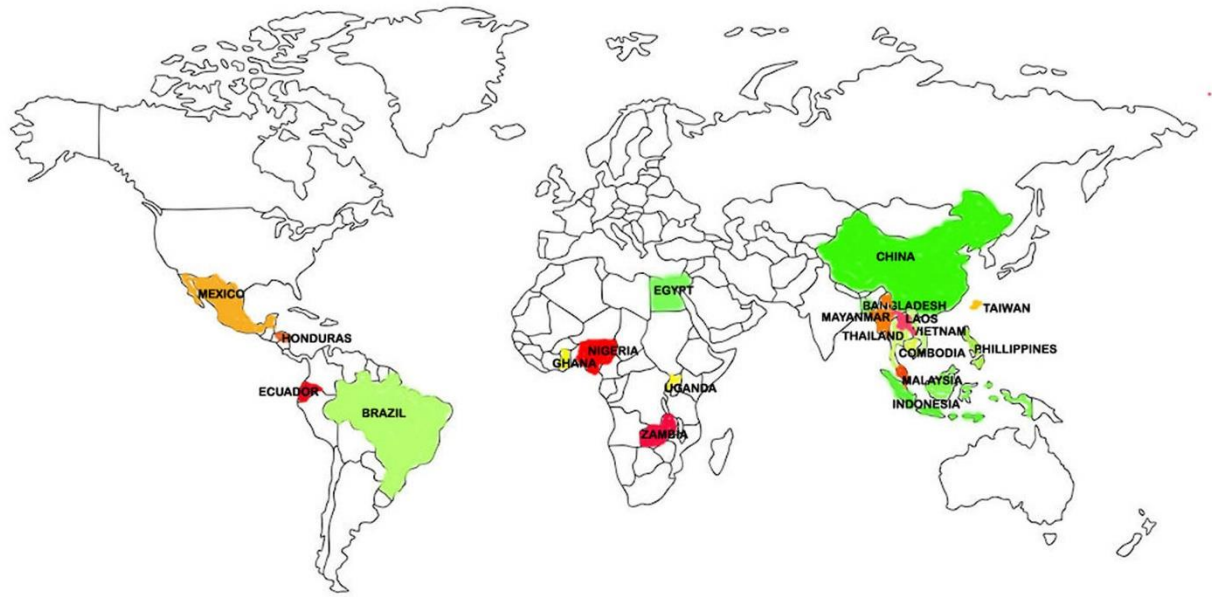 CHINA
MEXICO
EGYPT
BANGLADESH
TAIWAN
MAYANMAR
LAOS
HONDURAS
THAILAND
VIETNAM
NIGERIA
PHILLIPPINES
COMBODIA
GHANA
MALAYSIA
UGANDA
ECUADOR
INDONESIA
BRAZIL
ZAMBIA